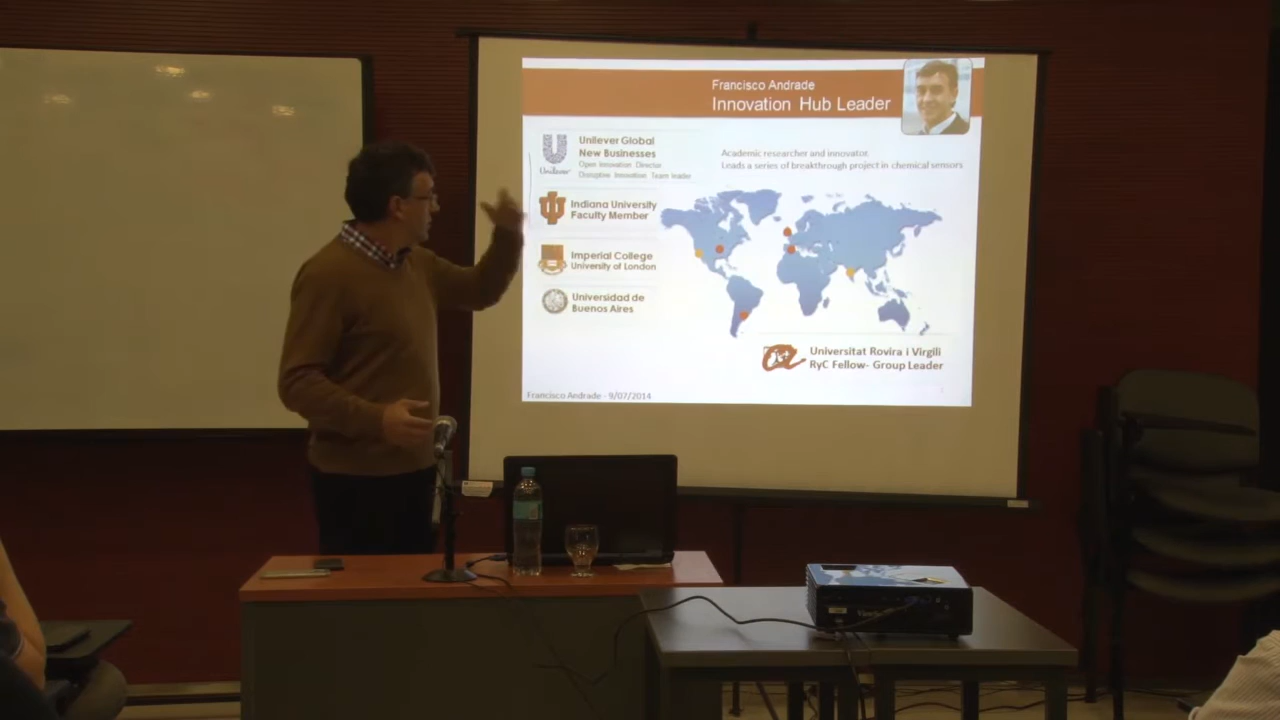 Francisco Andrade
Innovation Hub Leader
Unilever Global
New Businesses
Open Innovation Director
Disruptive Innovation Team leader
Unilever
Academic researcher and innovator.
Leads a series of breakthrough project in chemical sensors
Indiana University
Faculty Member
Imperial College
University of London
Universidad de
Buenos Aires
Universitat Rovira i Virgili
RyC Fellow- Group Leader
Francisco Andrade - 9/07/2014